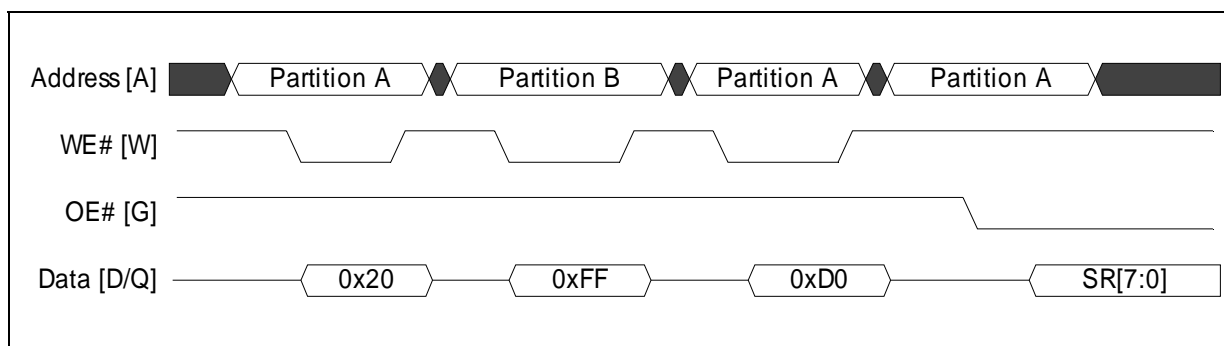 Address [A] Partition A Partition B Partition A Partition A
WE# [W]
OE# [G]
Data [D/Q] 0x20 0xFF 0xD0 SR[7:0]